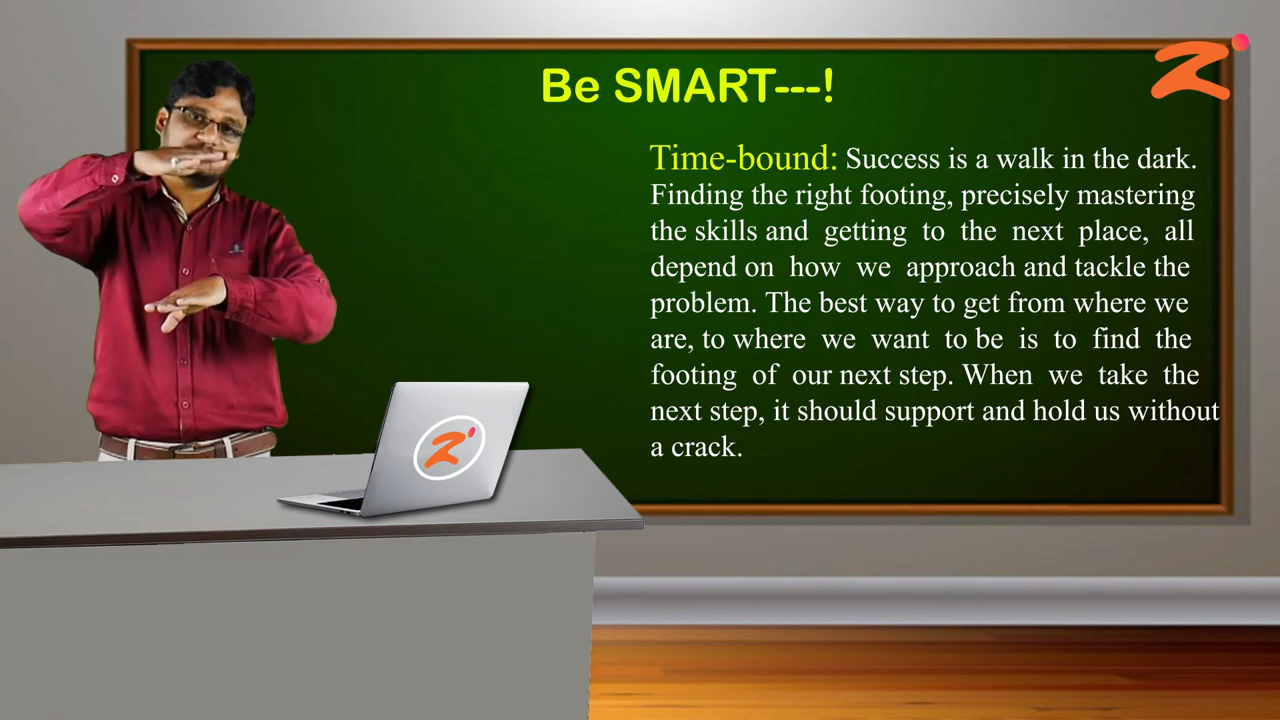 Be SMART---!
Time-bound: Success is a walk in the dark.
Finding the right footing, precisely mastering
the skills and getting to the next place, all
depend on how we approach and tackle the
problem. The best way to get from where we
are, to where we want to be is to find the
footing of our next step. When we take the
next step, it should support and hold us without
a crack.